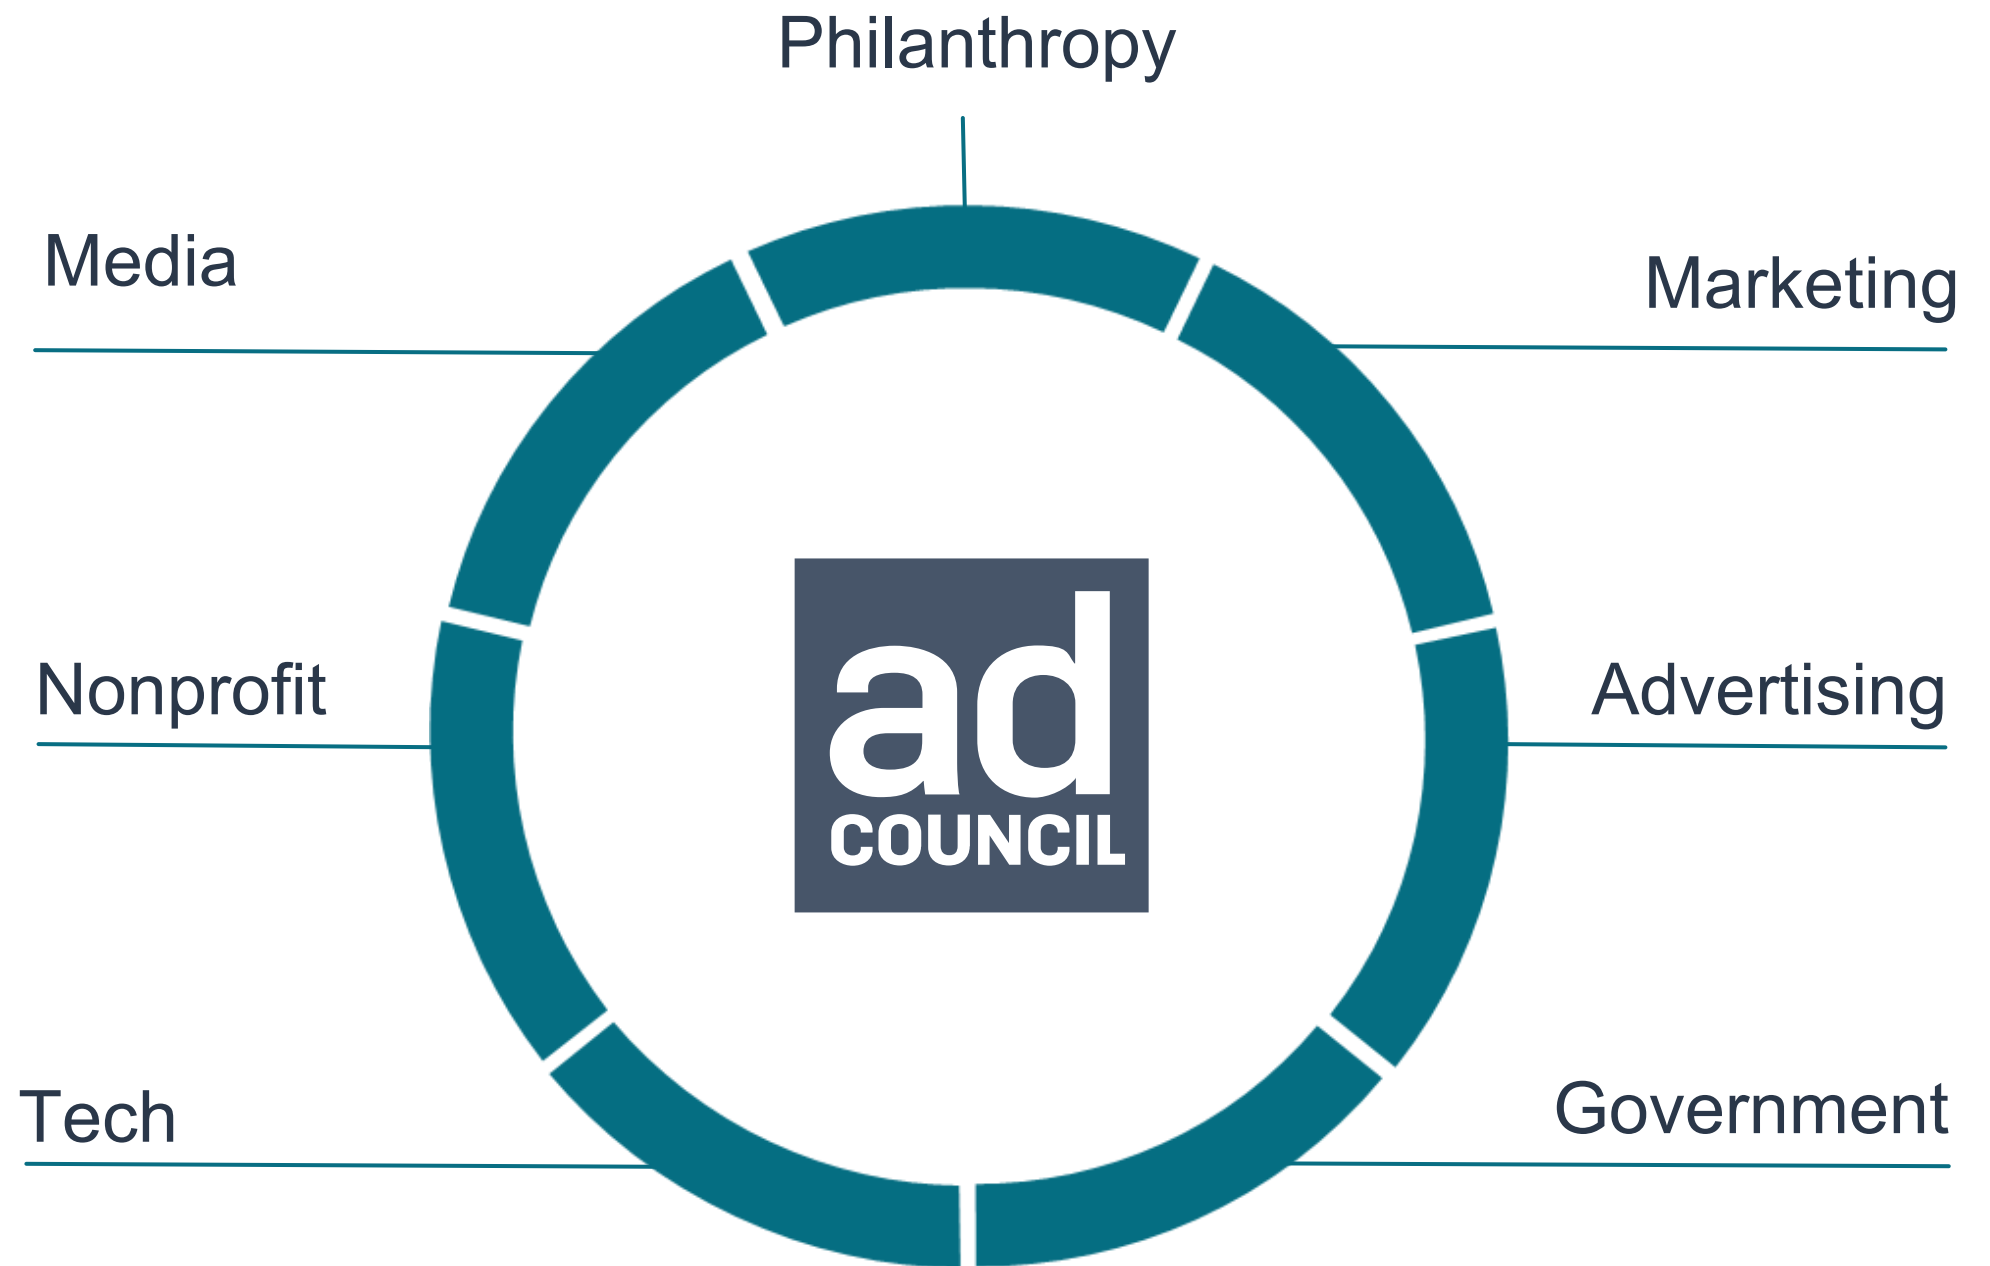 Philanthropy
Media
Marketing
ad
COUNCIL
Nonprofit
Advertising
Tech
Government